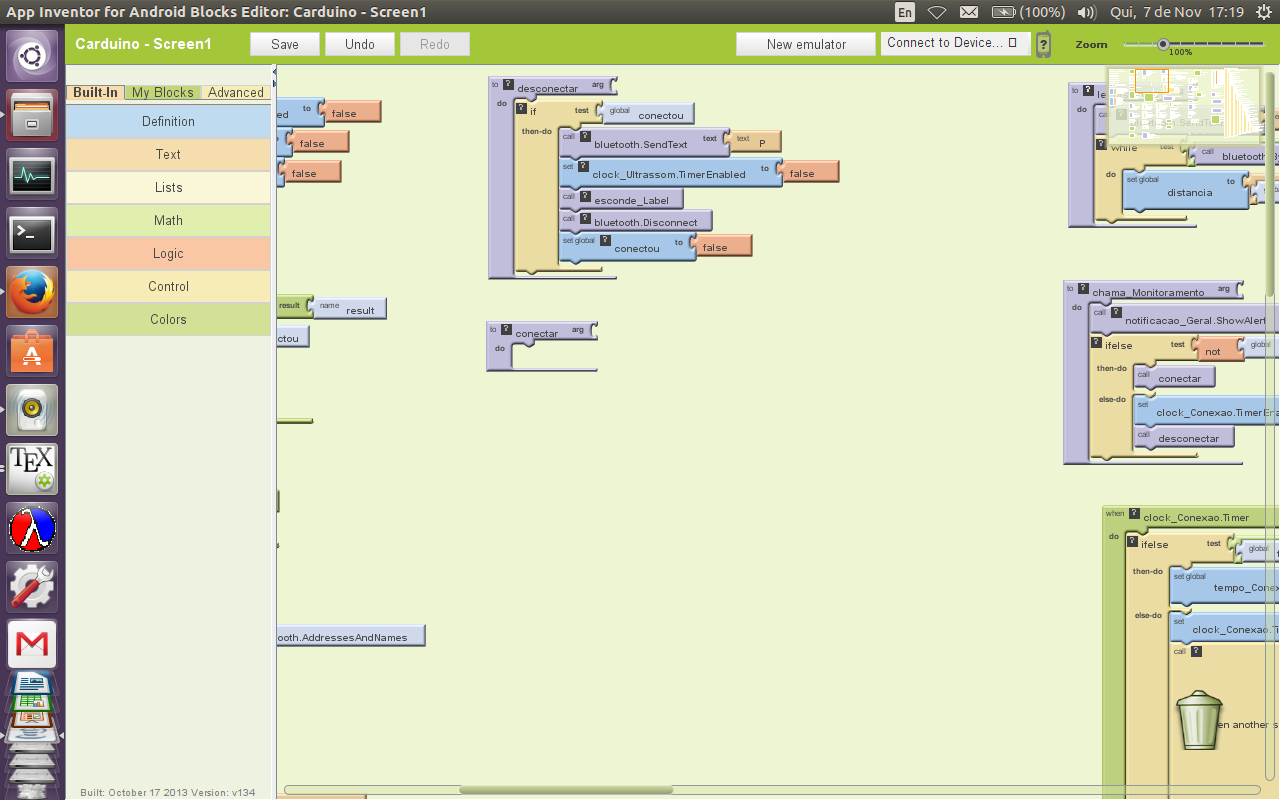 App Inventor for Android Blocks Editor: Carduino - Screen1
En (100%) Qui, 7 de Nov 17:19
Carduino - Screen1 Save Undo Redo New emulator Connect to Device... Zoom
100%
Built-In My Blocks Advanced
Definition
Text
Lists
Math
Logic
Control
Colors
Built: October 17 2013 Version: v134
to false
false
false
result name result
ctou
ooth.AddressesAndNames
to desconectar arg
do if test global conectou
then-do call bluetooth.SendText text text P
set clock_Ultrassom.TimerEnabled to false
call esconde_Label
call bluetooth.Disconnect
set global conectou to false
to conectar arg
do
to le
do
while test call
do set global distancia to
to chama_Monitoramento arg
do call notificacao_Geral.ShowAlert
ifelse test not global
then-do call conectar
else-do set clock_Conexao.TimerEna
call desconectar
when clock_Conexao.Timer
do ifelse test global
then-do set global tempo_Conex
else-do set clock_Conexao.Ti
call
en another s
TEX